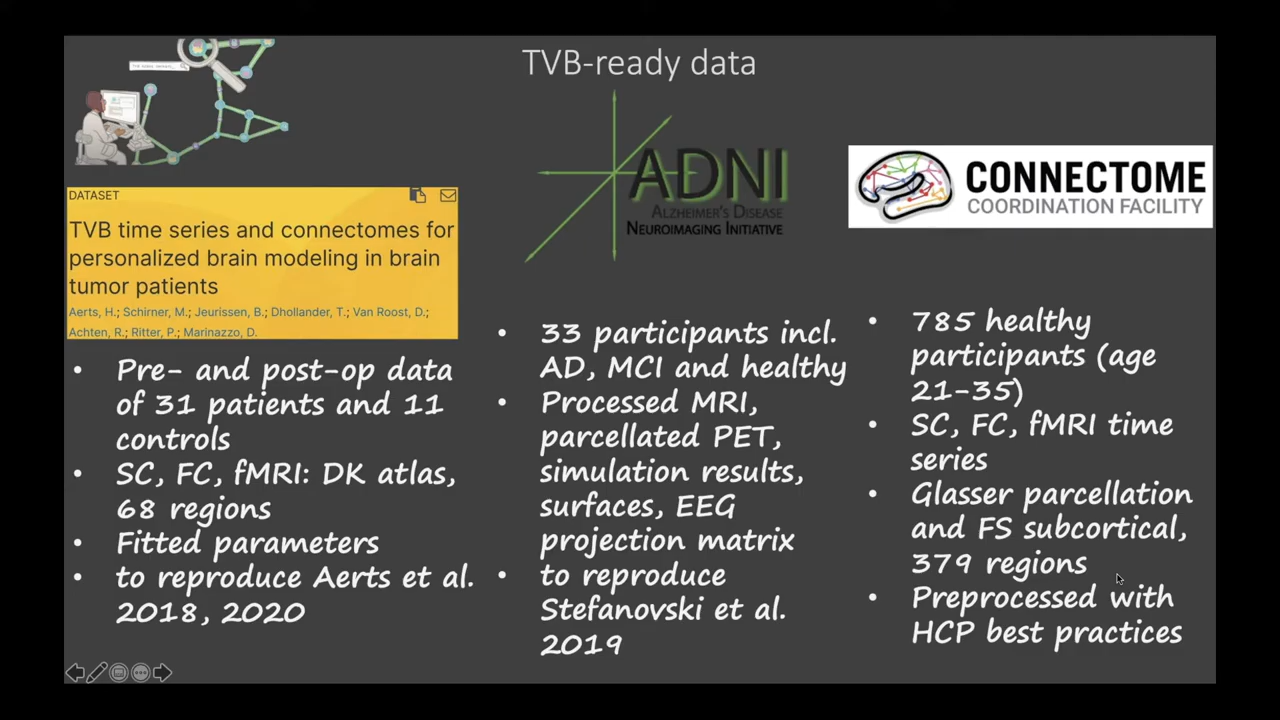 TVB-ready data
DATASET
TVB time series and connectomes for
personalized brain modeling in brain
tumor patients
Aerts, H.; Schirner, M.; Jeurissen, B.; Dhollander, T.; Van Roost, D.;
Achten, R.; Ritter, P.; Marinazzo, D.
• Pre- and post-op data
of 31 patients and 11
controls
• SC, FC, fMRI: DK atlas,
68 regions
• Fitted parameters
• to reproduce Aerts et al.
2018, 2020
ADNI
ALZHEIMER'S DISEASE
NEUROIMAGING INITIATIVE
• 33 participants incl.
AD, MCI and healthy
• Processed MRI,
parcellated PET,
simulation results,
surfaces, EEG
projection matrix
• to reproduce
Stefanovski et al.
2019
CONNECTOME
COORDINATION FACILITY
• 785 healthy
participants (age
21-35)
• SC, FC, fMRI time
series
• Glasser parcellation
and FS subcortical,
379 regions
• Preprocessed with
HCP best practices